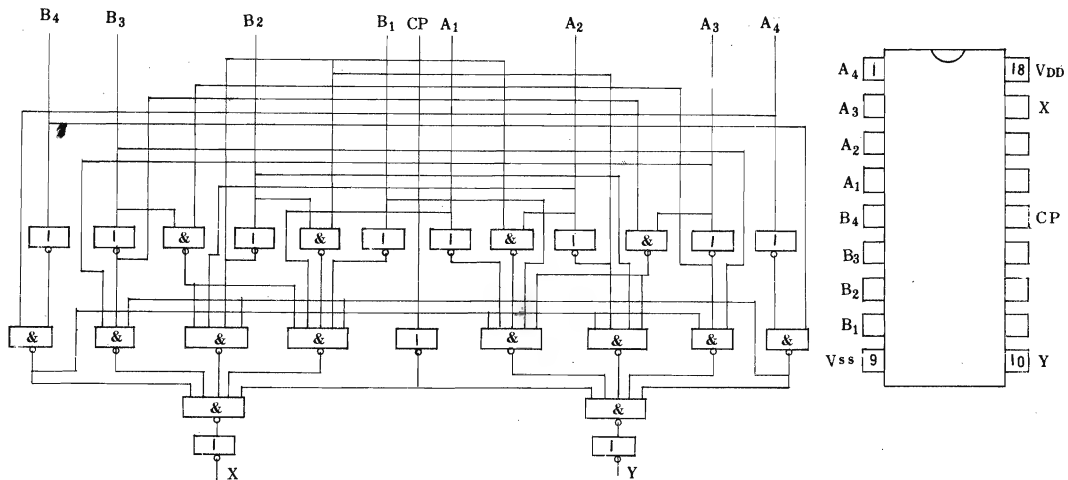 B4 B3 B2 B1 CP A1 A2 A3 A4
1 1 & 1 & 1 1 & 1 & 1 1
& & & & 1 & & & &
& &
1 1
X Y
A4 1 18 VDD
A3 X
A2
A1
B4 CP
B3
B2
B1
Vss 9 10 Y